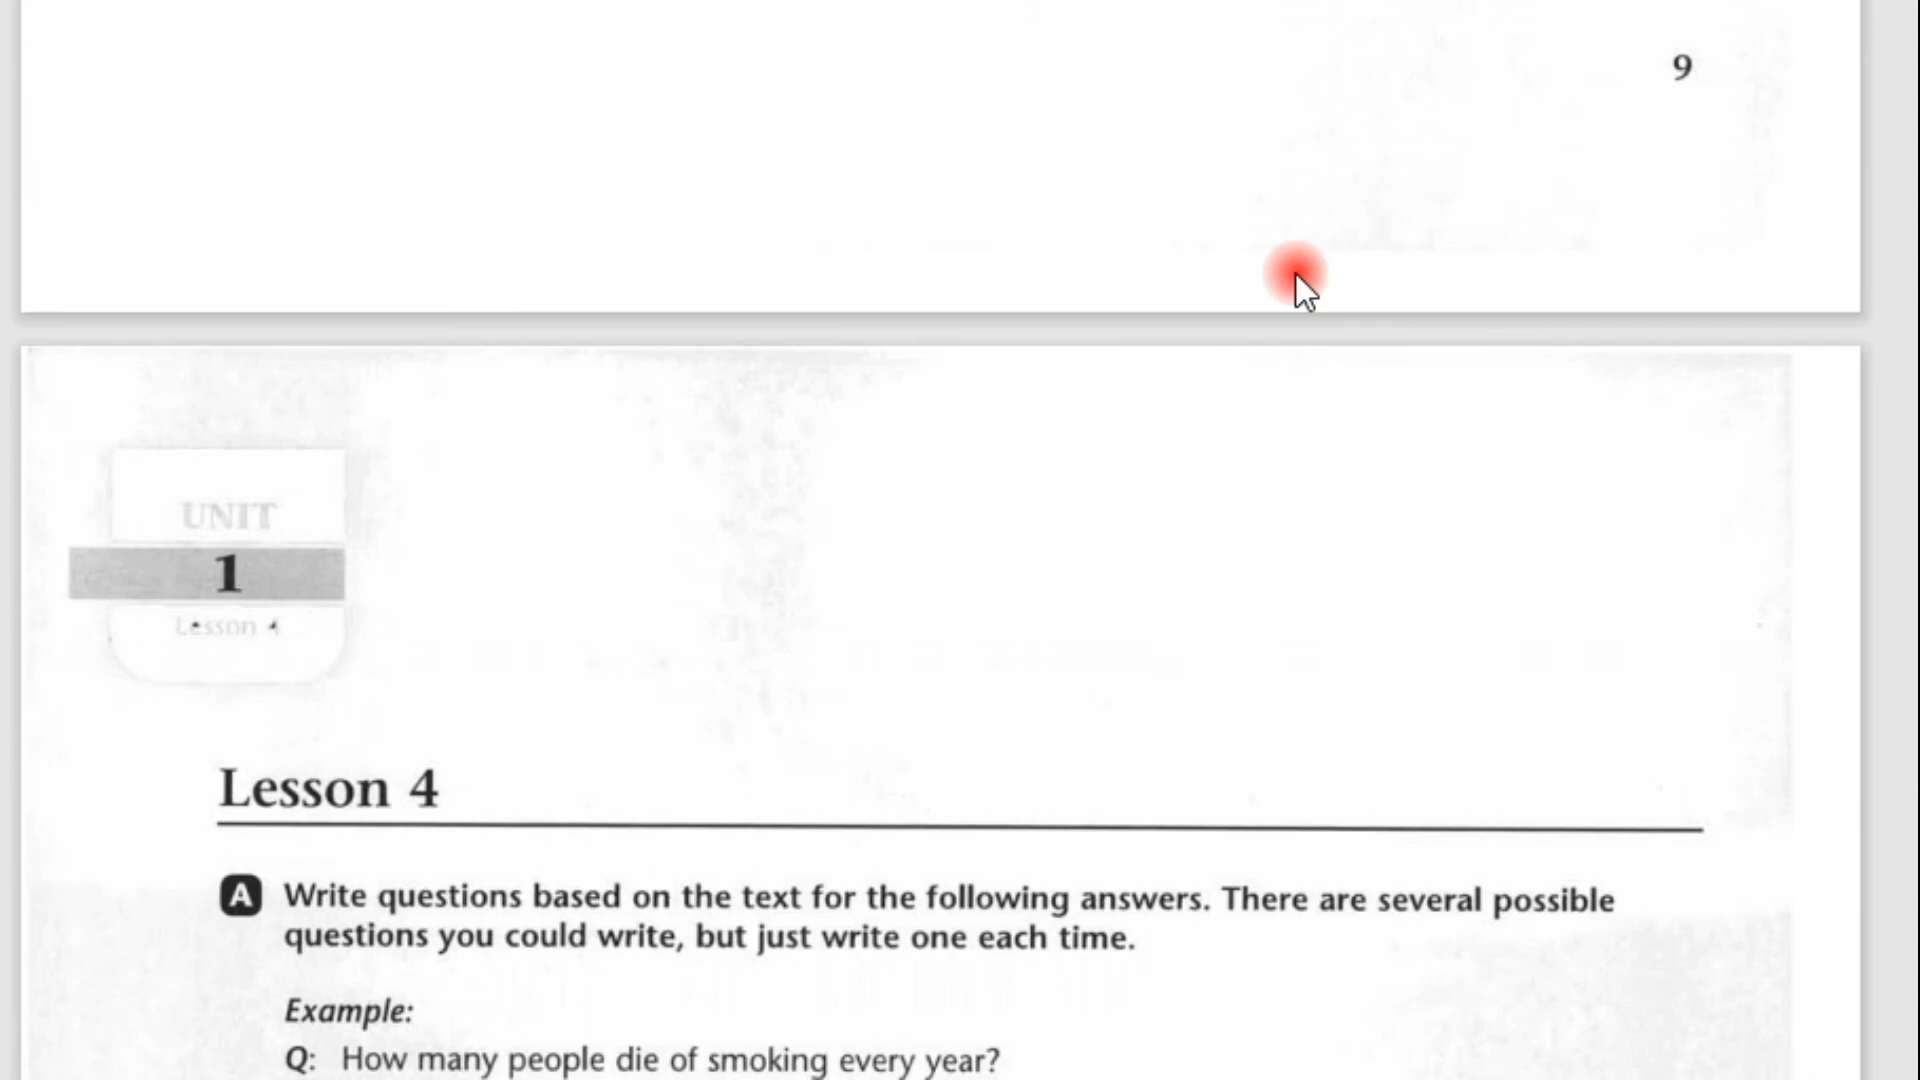 9
UNIT
1
Lesson 4
Lesson 4
A Write questions based on the text for the following answers. There are several possible
questions you could write, but just write one each time.
Example:
Q: How many people die of smoking every year?